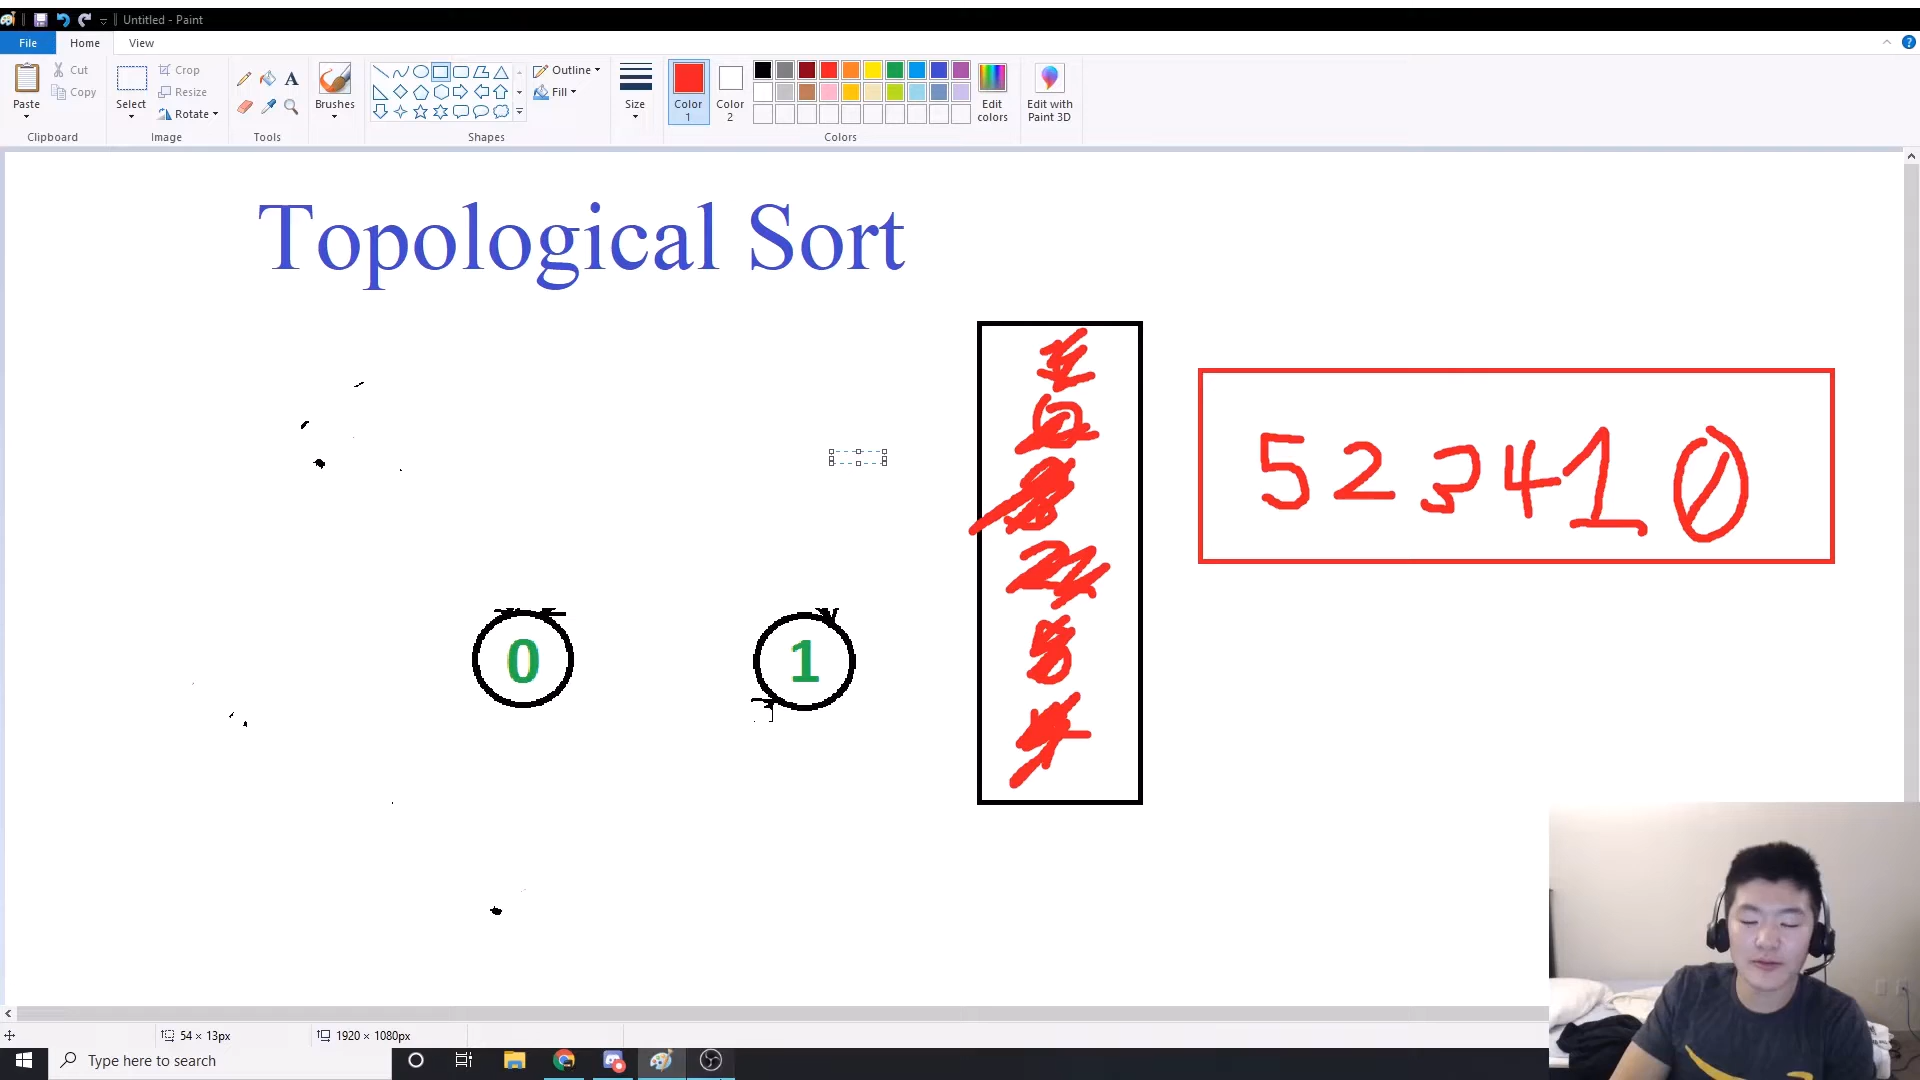 Untitled - Paint
File Home View
Paste
Cut
Copy
Clipboard
Select
Crop
Resize
Rotate
Image
Tools
Brushes
Shapes
Outline
Fill
Size
Color 1
Color 2
Edit colors
Colors
Edit with Paint 3D
Topological Sort
5 2 3 4 1 0
0
1
54 × 13px
1920 × 1080px
Type here to search